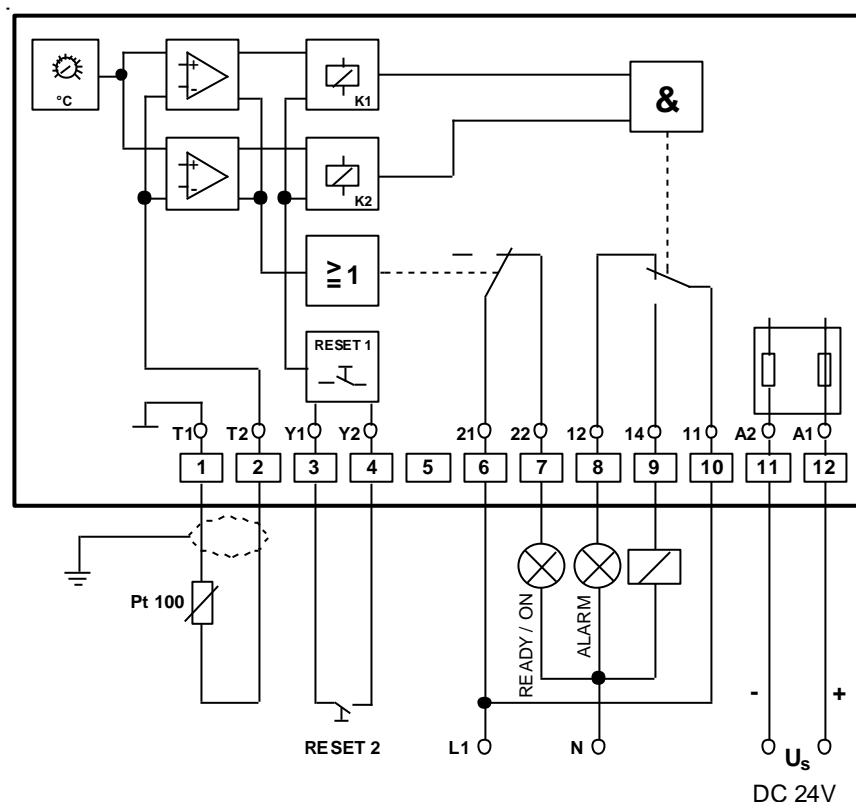 +
-
K1
°C
&
+
-
K2
≥ 1
RESET 1
T1 T2 Y1 Y2 21 22 12 14 11 A2 A1
1 2 3 4 5 6 7 8 9 10 11 12
Pt 100
READY / ON
ALARM
- +
RESET 2 L1 N Us
DC 24V